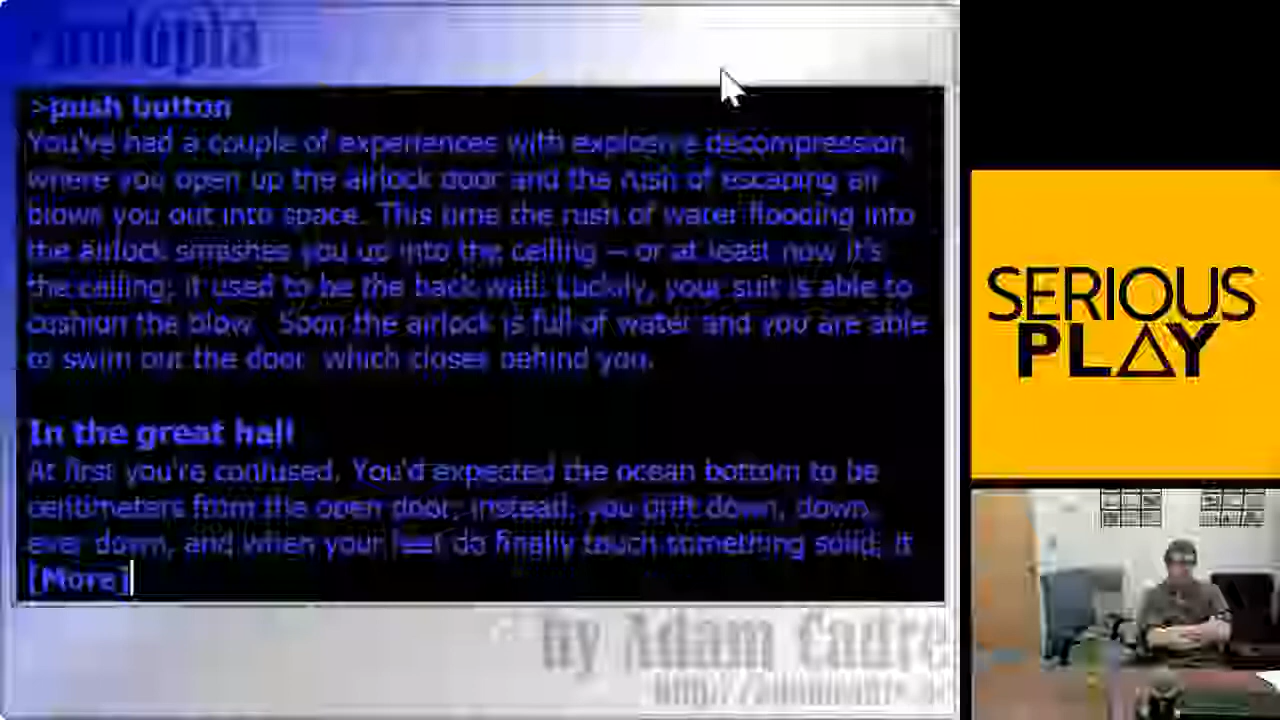 >push button
You've had a couple of experiences with explosive decompression,
where you open up the airlock door and the rush of escaping air
blows you out into space. This time the rush of water flooding into
the airlock smashes you up into the ceiling — or at least now it's
the ceiling; it used to be the back wall. Luckily, your suit is able to
cushion the blow. Soon the airlock is full of water and you are able
to swim out the door, which closes behind you.
In the great hall
At first you're confused. You'd expected the ocean bottom to be
centimeters from the open door; instead, you drift down, down,
ever down, and when your feet do finally touch something solid, it
[More]
by Adam Cadre
SERIOUS
PLAY